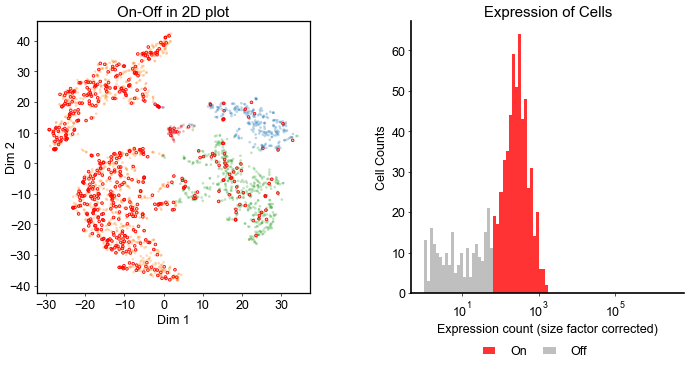 On-Off in 2D plot
Dim 2
40
30
20
10
0
−10
−20
−30
−40
−30 −20 −10 0 10 20 30
Dim 1
Expression of Cells
Cell Counts
60
50
40
30
20
10
0
10^1 10^3 10^5
Expression count (size factor corrected)
On Off